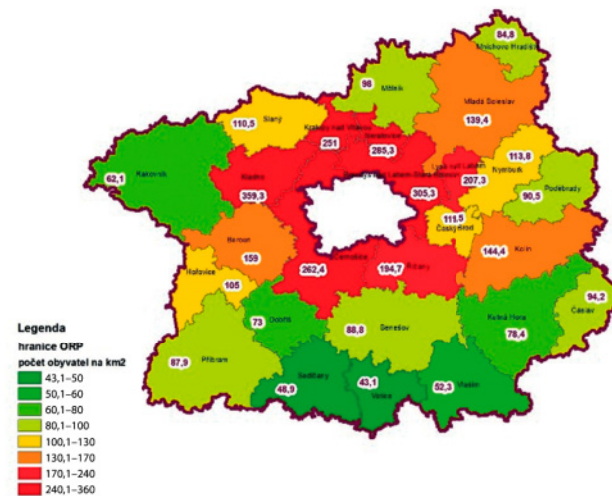 84,8
Mnichovo Hradiště
98
Mělník
Mladá Boleslav
139,4
Slaný
110,5
Kralupy nad Vltavou
251
Neratovice
285,3
113,8
Nymburk
Lysá nad Labem
207,3
Rakovník
62,1
Kladno
359,3
305,3
Poděbrady
90,5
111,5
Český Brod
Beroun
159
Kolín
144,4
Černošice
262,4
Říčany
194,7
Hořovice
105
94,2
Čáslav
Dobříš
73
88,8
Benešov
Kutná Hora
78,4
Příbram
87,9
Sedlčany
Votice
43,1
52,3
Vlašim
Legenda
hranice ORP
počet obyvatel na km2
43,1–50
50,1–60
60,1–80
80,1–100
100,1–130
130,1–170
170,1–240
240,1–360